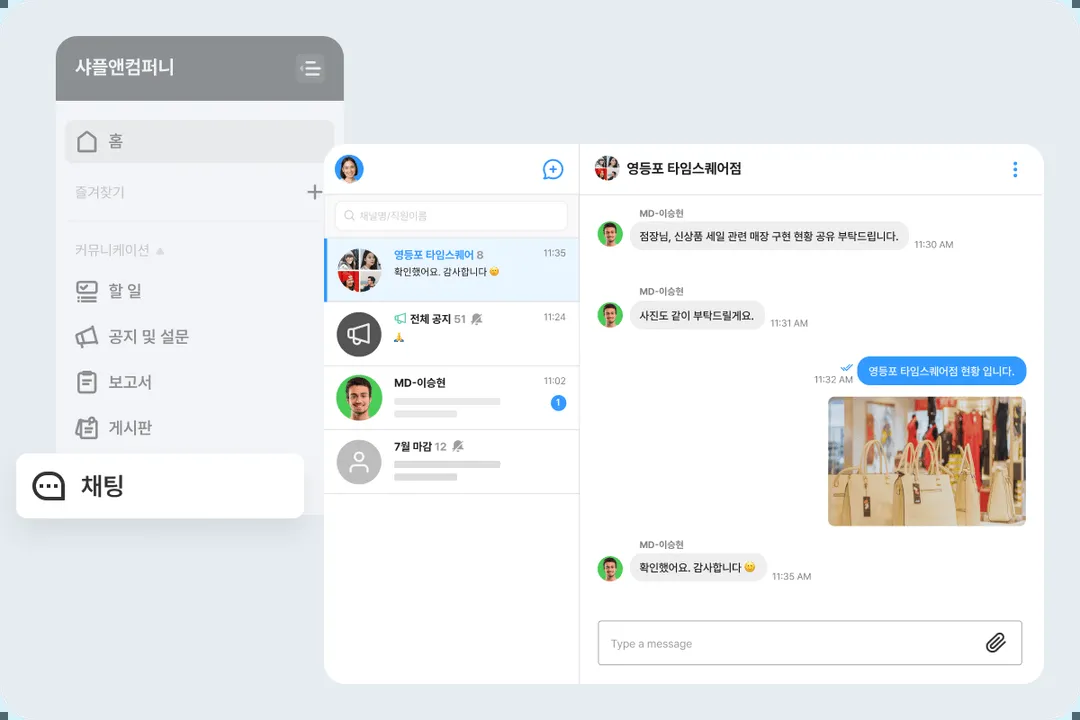 샤플앤컴퍼니
홈
즐겨찾기
커뮤니케이션
할 일
공지 및 설문
보고서
게시판
채팅
채널명/직원이름
영등포 타임스퀘어 8 11:35
확인했어요. 감사합니다 🙂
전체 공지 51 11:24
🙏
MD-이승현 11:02
1
7월 마감 12
영등포 타임스퀘어점
MD-이승현
점장님, 신상품 세일 관련 매장 구현 현황 공유 부탁드립니다. 11:30 AM
MD-이승현
사진도 같이 부탁드릴게요. 11:31 AM
11:32 AM 영등포 타임스퀘어점 현황 입니다.
MD-이승현
확인했어요. 감사합니다 🙂 11:35 AM
Type a message